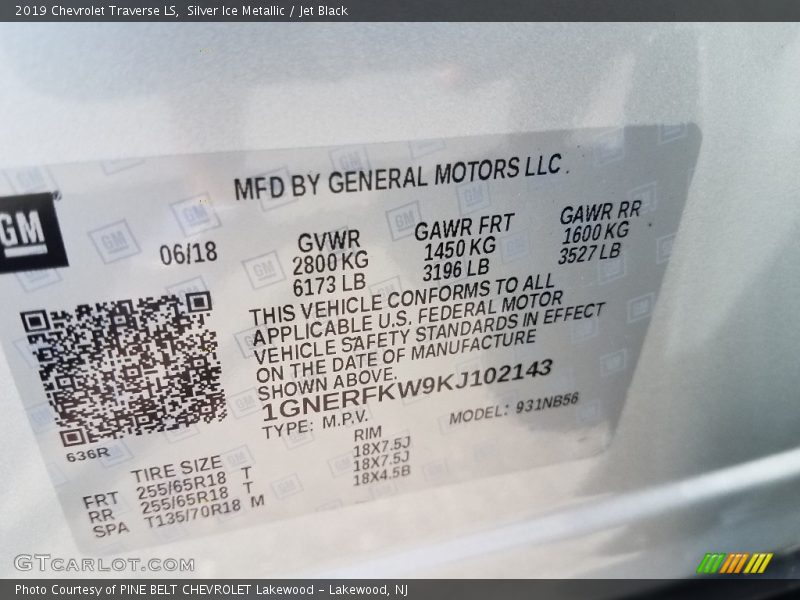 2019 Chevrolet Traverse LS, Silver Ice Metallic / Jet Black
MFD BY GENERAL MOTORS LLC.
GM
06/18
GVWR
2800 KG
6173 LB
GAWR FRT
1450 KG
3196 LB
GAWR RR
1600 KG
3527 LB
THIS VEHICLE CONFORMS TO ALL
APPLICABLE U.S. FEDERAL MOTOR
VEHICLE SAFETY STANDARDS IN EFFECT
ON THE DATE OF MANUFACTURE
SHOWN ABOVE.
1GNERFKW9KJ102143
TYPE: M.P.V. MODEL: 931NB56
636R
TIRE SIZE RIM
FRT 255/65R18 T 18X7.5J
RR 255/65R18 T 18X7.5J
SPA T135/70R18 M 18X4.5B
GTCARLOT.COM
Photo Courtesy of PINE BELT CHEVROLET Lakewood - Lakewood, NJ